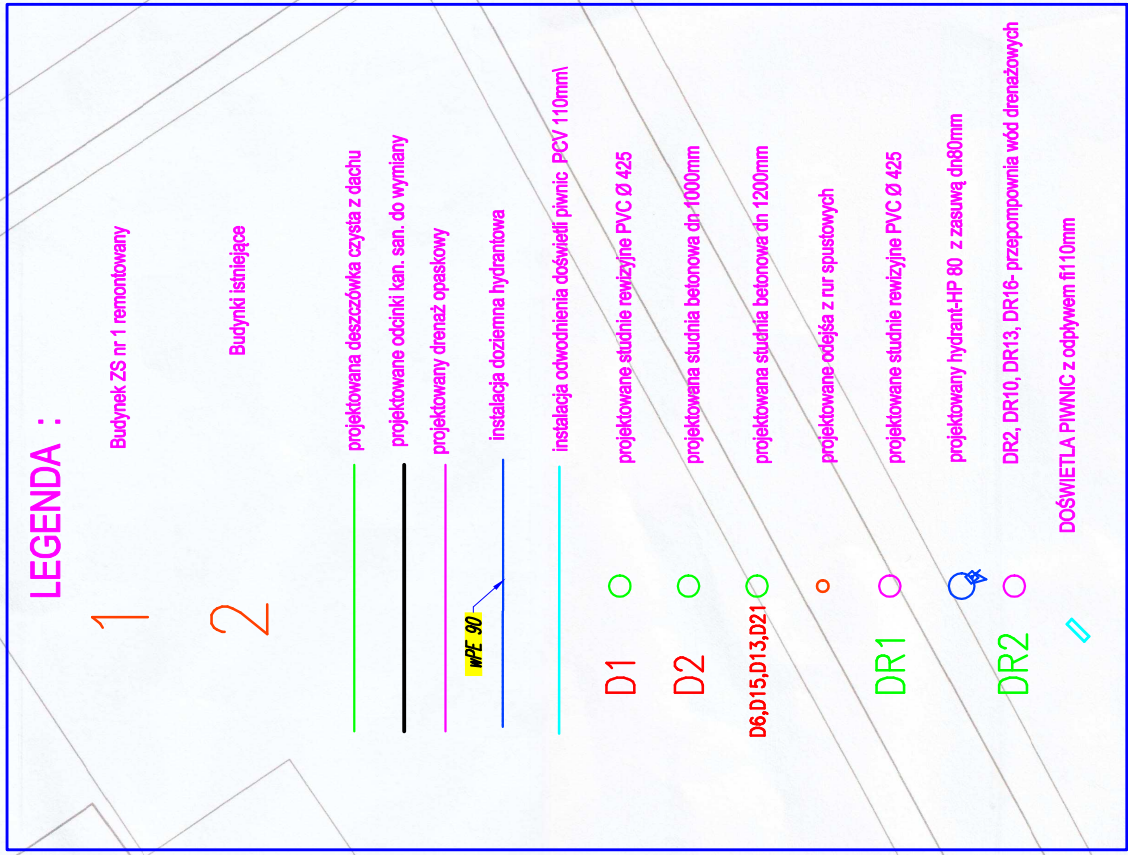 LEGENDA :
1 Budynek ZS nr 1 remontowany
2 Budynki istniejące
projektowana deszczówka czysta z dachu
projektowane odcinki kan. san. do wymiany
projektowany drenaż opaskowy
wPE 90 instalacja doziemna hydrantowa
instalacja odwodnienia doświetli piwnic PCV 110mm\
D1 projektowane studnie rewizyjne PVC Ø 425
D2 projektowana studnia betonowa dn 1000mm
D6,D15,D13,D21 projektowana studnia betonowa dn 1200mm
projektowane odejśa z rur spustowych
DR1 projektowane studnie rewizyjne PVC Ø 425
projektowany hydrant-HP 80 z zasuwą dn80mm
DR2 DR2, DR10, DR13, DR16- przepompownia wód drenażowych
DOŚWIETLA PIWNIC z odpływem fi110mm